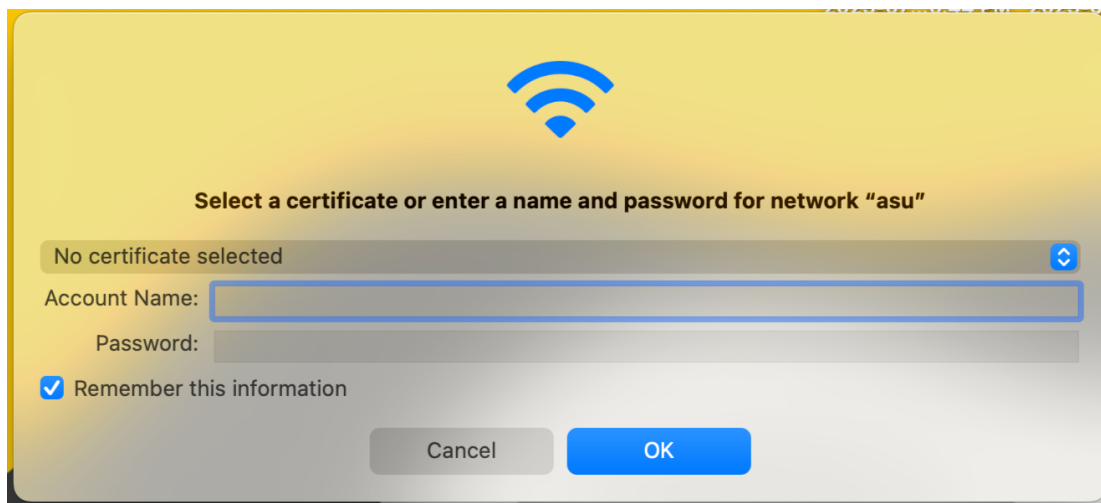 Select a certificate or enter a name and password for network “asu”
No certificate selected
Account Name:
Password:
Remember this information
Cancel
OK